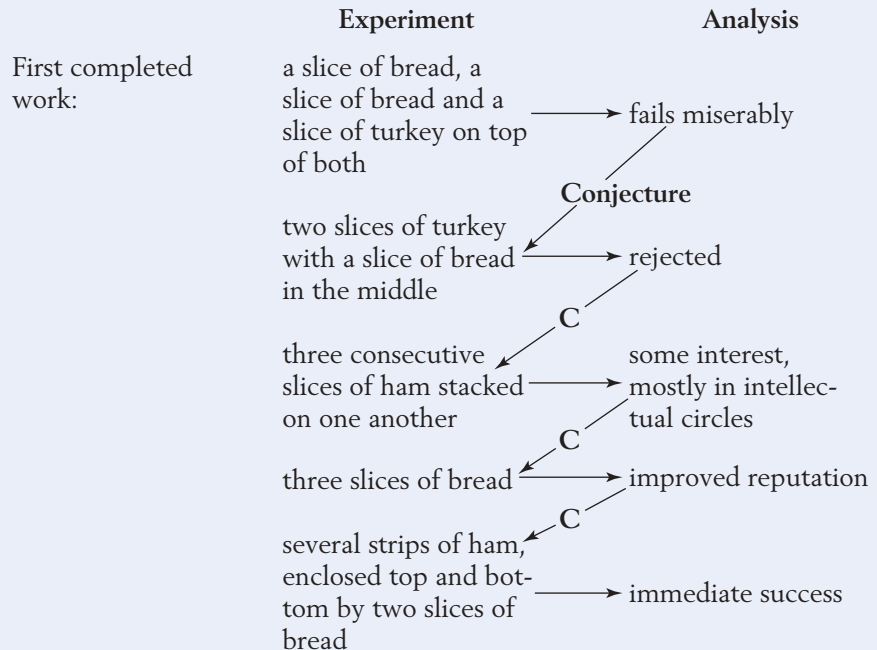 Experiment
Analysis
First completed
work:
a slice of bread, a
slice of bread and a
slice of turkey on top
of both
fails miserably
Conjecture
two slices of turkey
with a slice of bread
in the middle
rejected
C
three consecutive
slices of ham stacked
on one another
some interest,
mostly in intellec-
tual circles
C
three slices of bread
improved reputation
C
several strips of ham,
enclosed top and bot-
tom by two slices of
bread
immediate success